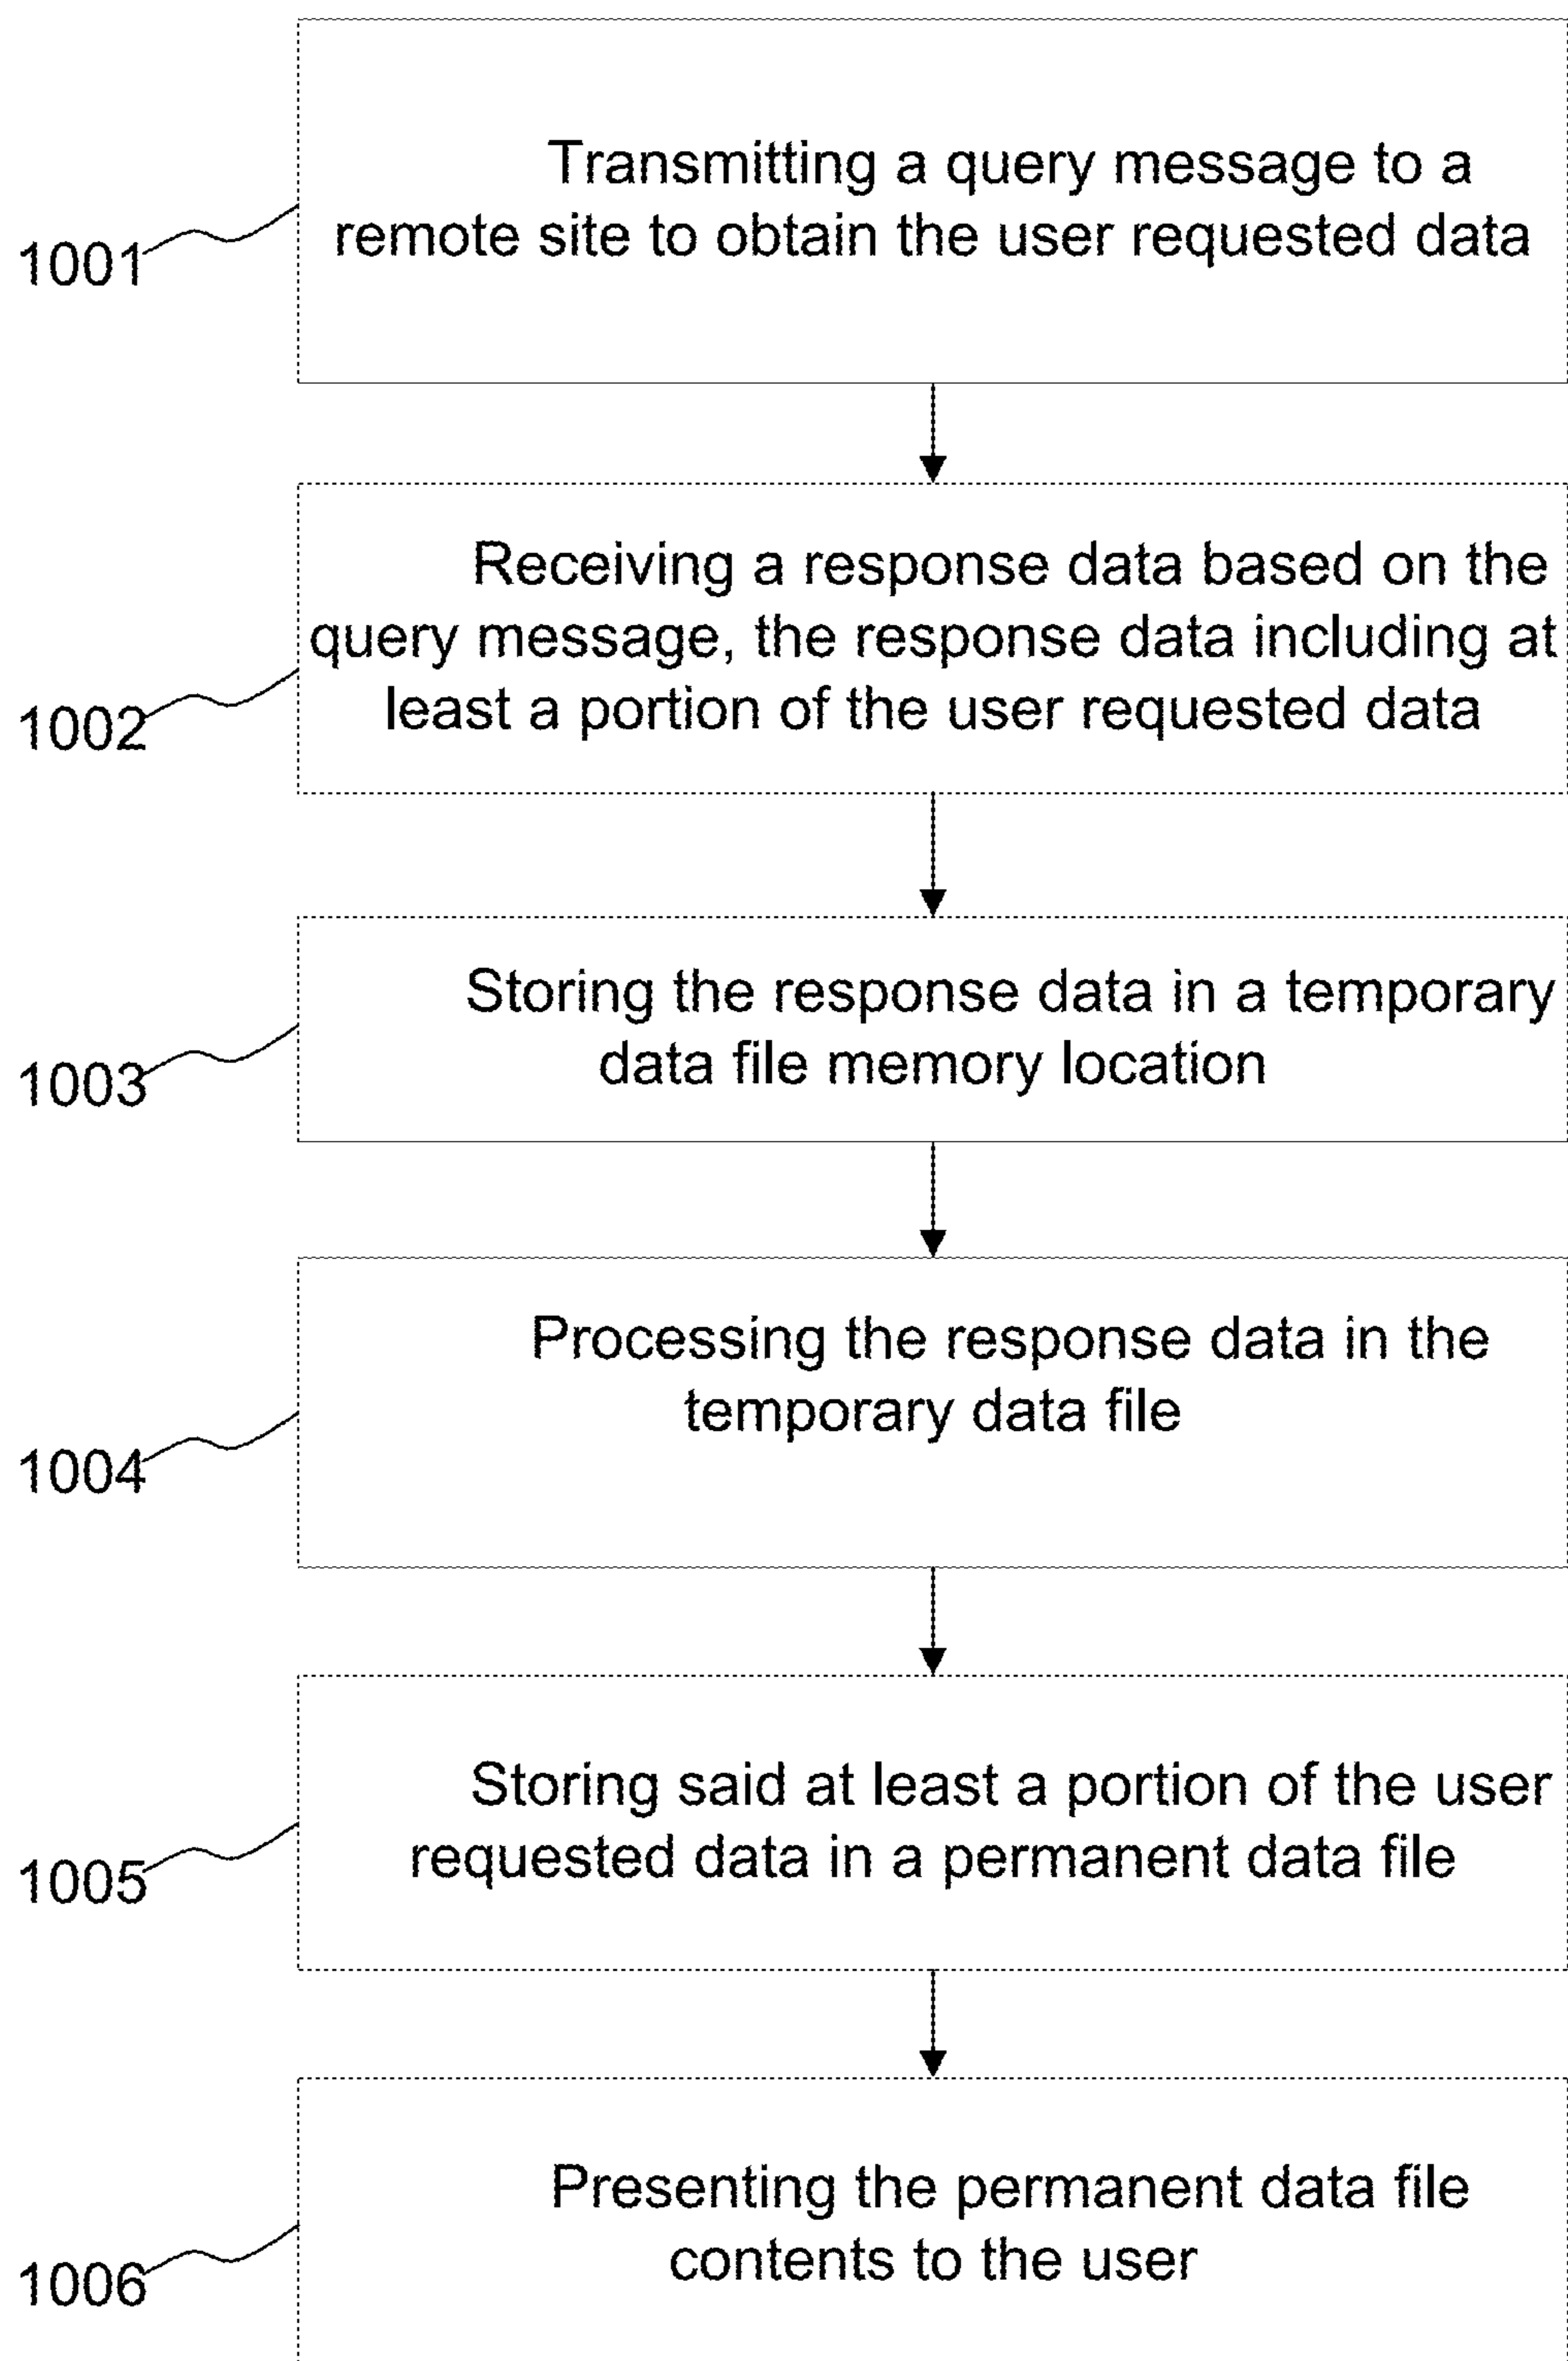 Transmitting a query message to a
remote site to obtain the user requested data
1001
Receiving a response data based on the
query message, the response data including at
least a portion of the user requested data
1002
Storing the response data in a temporary
data file memory location
1003
Processing the response data in the
temporary data file
1004
Storing said at least a portion of the user
requested data in a permanent data file
1005
Presenting the permanent data file
contents to the user
1006